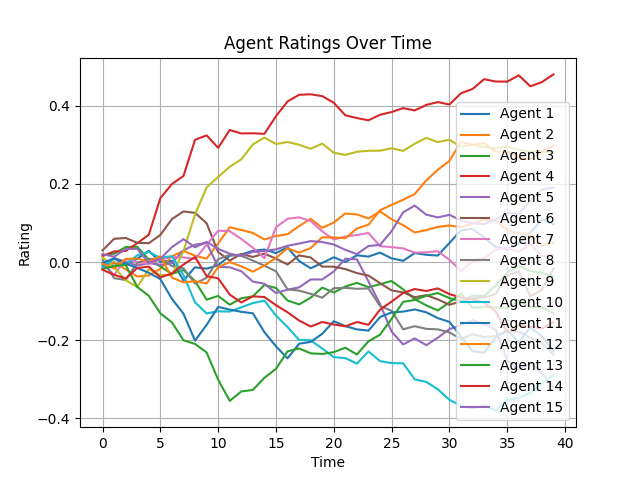 Agent Ratings Over Time
Rating
0.4
0.2
0.0
−0.2
−0.4
0
5
10
15
20
25
30
35
40
Time
Agent 1
Agent 2
Agent 3
Agent 4
Agent 5
Agent 6
Agent 7
Agent 8
Agent 9
Agent 10
Agent 11
Agent 12
Agent 13
Agent 14
Agent 15